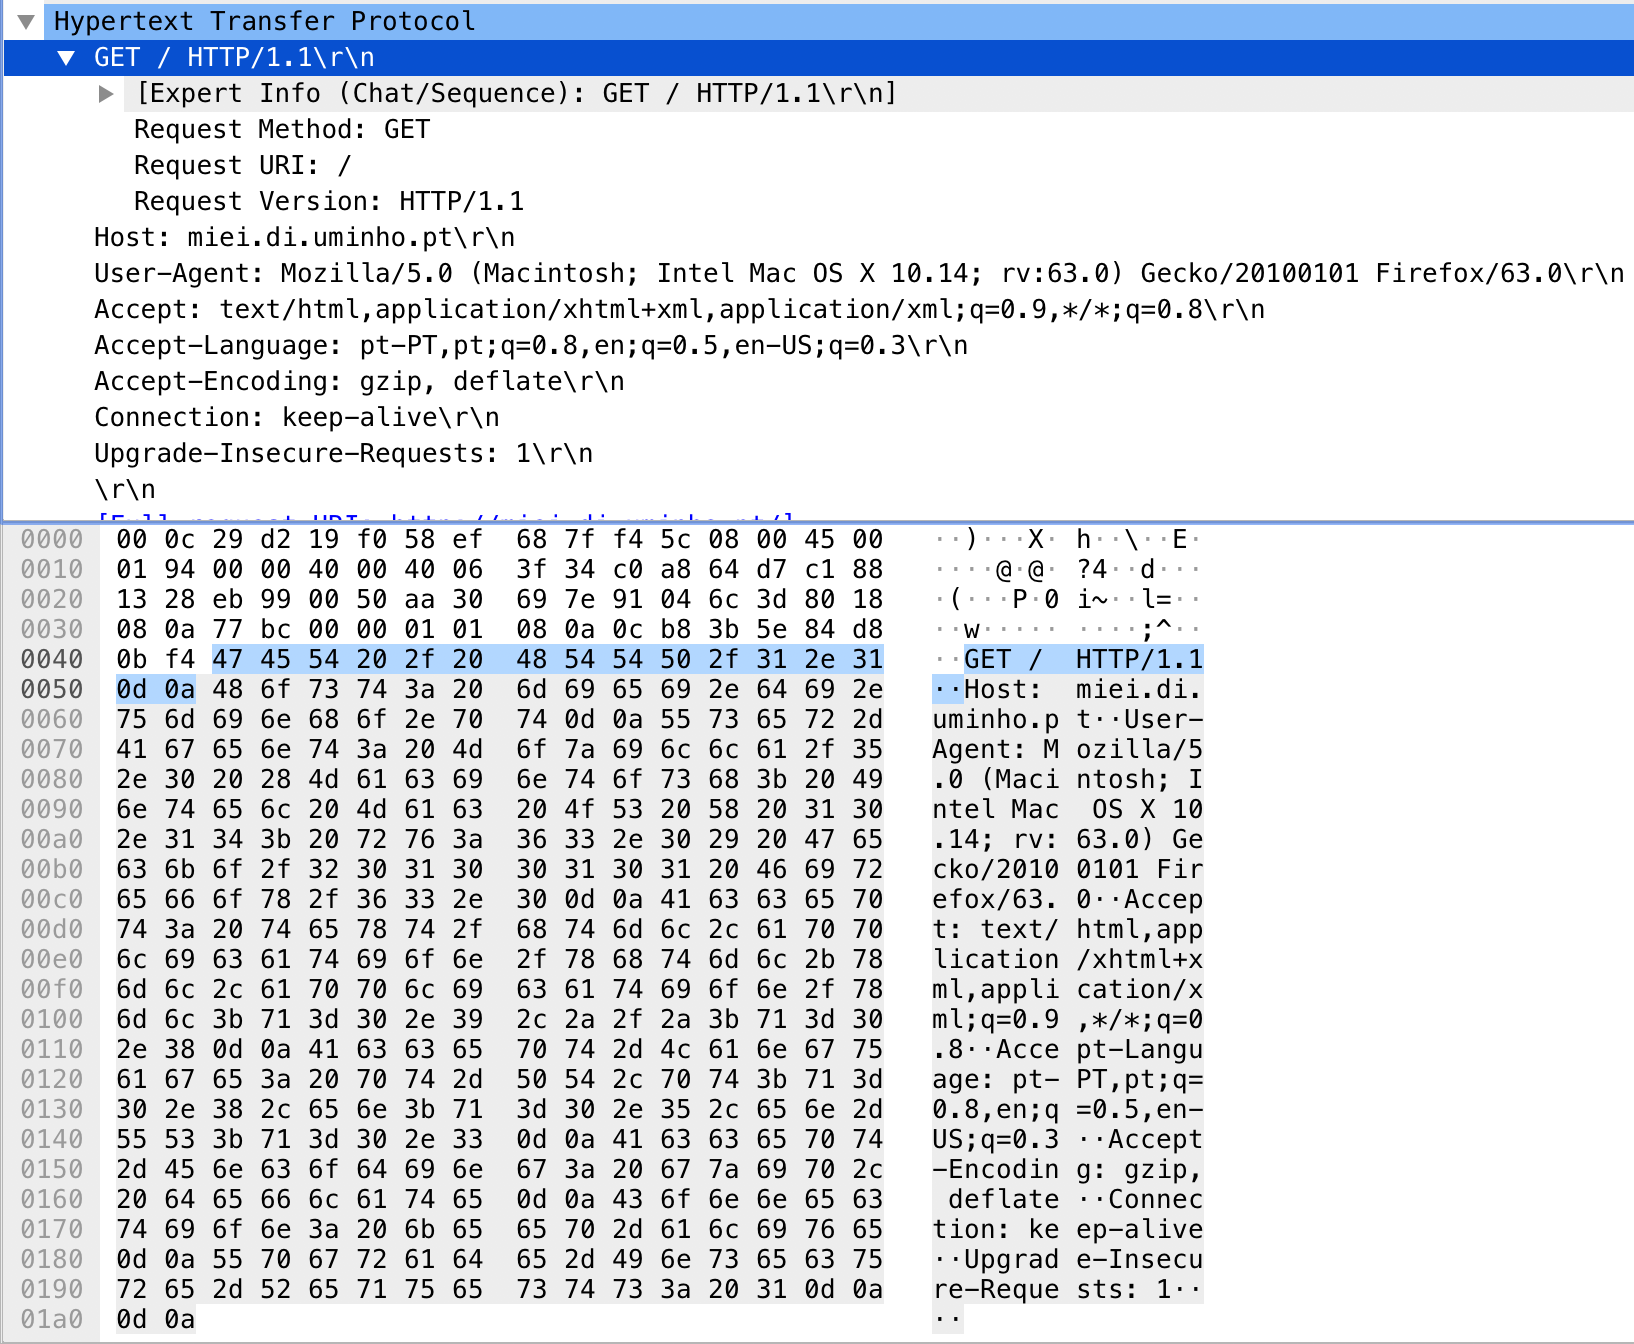 Hypertext Transfer Protocol
GET / HTTP/1.1\r\n
[Expert Info (Chat/Sequence): GET / HTTP/1.1\r\n]
Request Method: GET
Request URI: /
Request Version: HTTP/1.1
Host: miei.di.uminho.pt\r\n
User-Agent: Mozilla/5.0 (Macintosh; Intel Mac OS X 10.14; rv:63.0) Gecko/20100101 Firefox/63.0\r\n
Accept: text/html,application/xhtml+xml,application/xml;q=0.9,*/*;q=0.8\r\n
Accept-Language: pt-PT,pt;q=0.8,en;q=0.5,en-US;q=0.3\r\n
Accept-Encoding: gzip, deflate\r\n
Connection: keep-alive\r\n
Upgrade-Insecure-Requests: 1\r\n
\r\n
[Full request URI: http://miei.di.uminho.pt/]
0000 00 0c 29 d2 19 f0 58 ef 68 7f f4 5c 08 00 45 00 ··)···X· h··\··E·
0010 01 94 00 00 40 00 40 06 3f 34 c0 a8 64 d7 c1 88 ····@·@· ?4··d···
0020 13 28 eb 99 00 50 aa 30 69 7e 91 04 6c 3d 80 18 ·(···P·0 i~··l=··
0030 08 0a 77 bc 00 00 01 01 08 0a 0c b8 3b 5e 84 d8 ··w····· ····;^··
0040 0b f4 47 45 54 20 2f 20 48 54 54 50 2f 31 2e 31 ··GET / HTTP/1.1
0050 0d 0a 48 6f 73 74 3a 20 6d 69 65 69 2e 64 69 2e ··Host: miei.di.
0060 75 6d 69 6e 68 6f 2e 70 74 0d 0a 55 73 65 72 2d uminho.p t··User-
0070 41 67 65 6e 74 3a 20 4d 6f 7a 69 6c 6c 61 2f 35 Agent: M ozilla/5
0080 2e 30 20 28 4d 61 63 69 6e 74 6f 73 68 3b 20 49 .0 (Maci ntosh; I
0090 6e 74 65 6c 20 4d 61 63 20 4f 53 20 58 20 31 30 ntel Mac OS X 10
00a0 2e 31 34 3b 20 72 76 3a 36 33 2e 30 29 20 47 65 .14; rv: 63.0) Ge
00b0 63 6b 6f 2f 32 30 31 30 30 31 30 31 20 46 69 72 cko/2010 0101 Fir
00c0 65 66 6f 78 2f 36 33 2e 30 0d 0a 41 63 63 65 70 efox/63. 0··Accep
00d0 74 3a 20 74 65 78 74 2f 68 74 6d 6c 2c 61 70 70 t: text/ html,app
00e0 6c 69 63 61 74 69 6f 6e 2f 78 68 74 6d 6c 2b 78 lication /xhtml+x
00f0 6d 6c 2c 61 70 70 6c 69 63 61 74 69 6f 6e 2f 78 ml,appli cation/x
0100 6d 6c 3b 71 3d 30 2e 39 2c 2a 2f 2a 3b 71 3d 30 ml;q=0.9 ,*/*;q=0
0110 2e 38 0d 0a 41 63 63 65 70 74 2d 4c 61 6e 67 75 .8··Acce pt-Langu
0120 61 67 65 3a 20 70 74 2d 50 54 2c 70 74 3b 71 3d age: pt- PT,pt;q=
0130 30 2e 38 2c 65 6e 3b 71 3d 30 2e 35 2c 65 6e 2d 0.8,en;q =0.5,en-
0140 55 53 3b 71 3d 30 2e 33 0d 0a 41 63 63 65 70 74 US;q=0.3 ··Accept
0150 2d 45 6e 63 6f 64 69 6e 67 3a 20 67 7a 69 70 2c -Encodin g: gzip,
0160 20 64 65 66 6c 61 74 65 0d 0a 43 6f 6e 6e 65 63 deflate ··Connec
0170 74 69 6f 6e 3a 20 6b 65 65 70 2d 61 6c 69 76 65 tion: ke ep-alive
0180 0d 0a 55 70 67 72 61 64 65 2d 49 6e 73 65 63 75 ··Upgrad e-Insecu
0190 72 65 2d 52 65 71 75 65 73 74 73 3a 20 31 0d 0a re-Reque sts: 1··
01a0 0d 0a ··